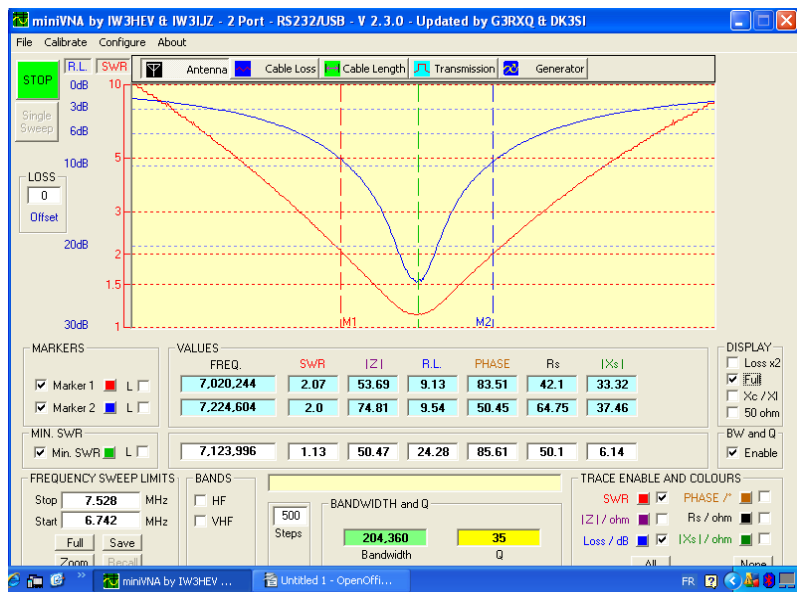 miniVNA by IW3HEV & IW3IJZ - 2 Port - RS232/USB - V 2.3.0 - Updated by G3RXQ & DK3SI
File Calibrate Configure About
STOP R.L. SWR Antenna Cable Loss Cable Length Transmission Generator
Single Sweep
0dB 10
3dB
6dB
10dB 5
LOSS
0
Offset
3
20dB
2
1.5
30dB 1
M1 M2
MARKERS VALUES DISPLAY
FREQ. SWR |Z| R.L. PHASE Rs |Xs| Loss x2
Marker 1 L 7,020,244 2.07 53.69 9.13 83.51 42.1 33.32 Full
Xc / Xl
Marker 2 L 7,224,604 2.0 74.81 9.54 50.45 64.75 37.46 50 ohm
MIN. SWR BW and Q
Min. SWR L 7,123,996 1.13 50.47 24.28 85.61 50.1 6.14 Enable
FREQUENCY SWEEP LIMITS BANDS TRACE ENABLE AND COLOURS
Stop 7.528 MHz HF BANDWIDTH and Q SWR PHASE /°
Start 6.742 MHz VHF 500 |Z| / ohm Rs / ohm
Full Save Steps 204,360 35 Loss / dB |Xs| / ohm
Zoom Recall Bandwidth Q All None
miniVNA by IW3HEV ... Untitled 1 - OpenOffi... FR